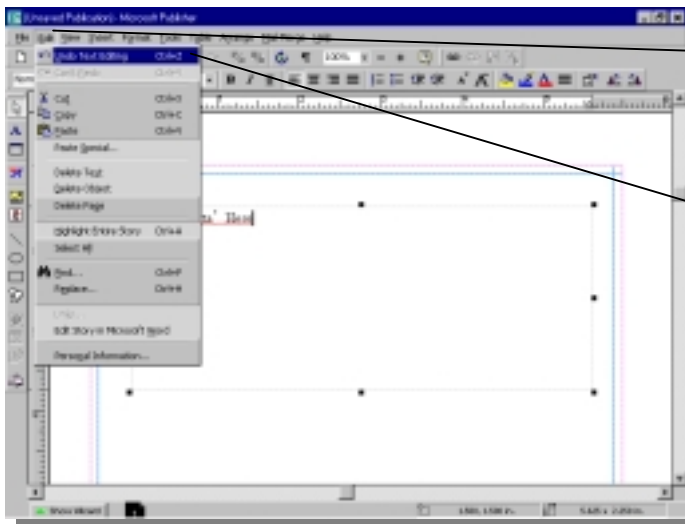 [Unsaved Publication] - Microsoft Publisher
File Edit View Insert Format Tools Table Arrange Mail Merge Help
100%
B I
Undo Text Editing Ctrl+Z
Cut Ctrl+X
Copy Ctrl+C
Paste Ctrl+V
Paste Special...
Delete Text
Delete Object
Delete Page
Highlight Entire Story Ctrl+A
Select All
Find... Ctrl+F
Replace... Ctrl+H
Edit Story in Microsoft Word
Personal Information...
Show Wizard